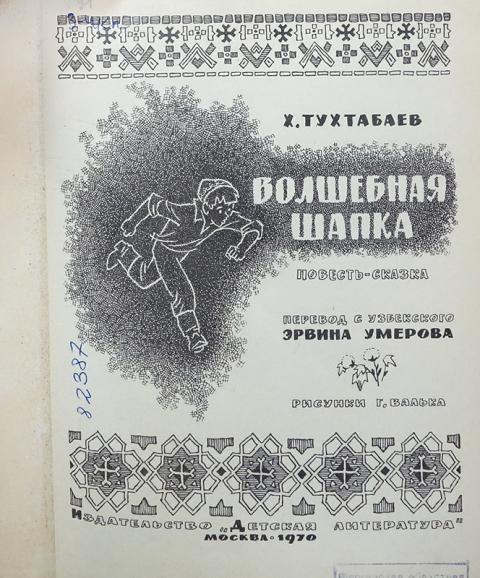 Х. ТУХТАБАЕВ
ВОЛШЕБНАЯ
ШАПКА
ПОВЕСТЬ-СКАЗКА
ПЕРЕВОД С УЗБЕКСКОГО
ЭРВИНА УМЕРОВА
РИСУНКИ Г. ВАЛЬКА
82387
ИЗДАТЕЛЬСТВО „ДЕТСКАЯ ЛИТЕРАТУРА"
МОСКВА · 1970